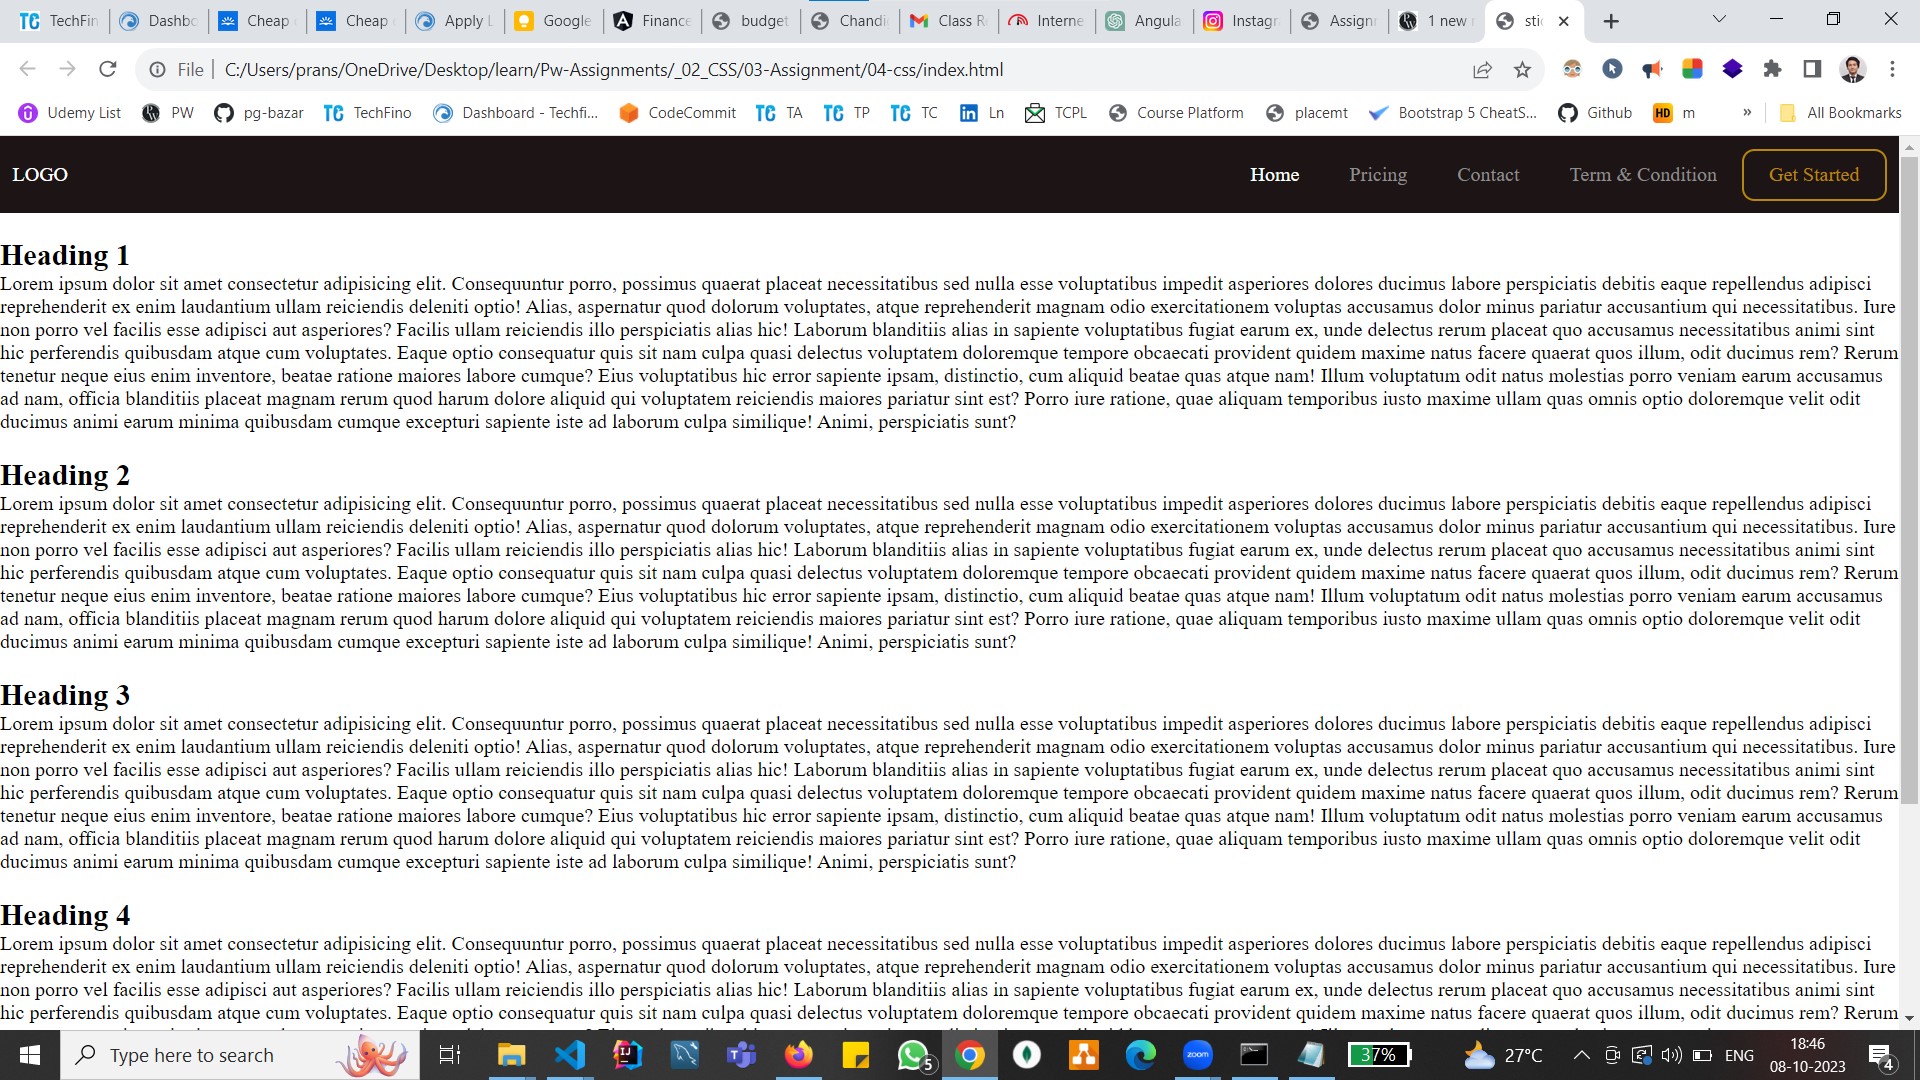 TechFin
Dashbo
Cheap
Cheap
Apply L
Google
Finance
budget
Chandi
Class R
Interne
Angula
Instagr
Assignr
1 new
stic
File
C:/Users/prans/OneDrive/Desktop/learn/Pw-Assignments/_02_CSS/03-Assignment/04-css/index.html
Udemy List
PW
pg-bazar
TechFino
Dashboard - Techfi...
CodeCommit
TA
TP
TC
Ln
TCPL
Course Platform
placemt
Bootstrap 5 CheatS...
Github
HD
m
»
All Bookmarks
LOGO
Home
Pricing
Contact
Term & Condition
Get Started
Heading 1
Lorem ipsum dolor sit amet consectetur adipisicing elit. Consequuntur porro, possimus quaerat placeat necessitatibus sed nulla esse voluptatibus impedit asperiores dolores ducimus labore perspiciatis debitis eaque repellendus adipisci
reprehenderit ex enim laudantium ullam reiciendis deleniti optio! Alias, aspernatur quod dolorum voluptates, atque reprehenderit magnam odio exercitationem voluptas accusamus dolor minus pariatur accusantium qui necessitatibus. Iure
non porro vel facilis esse adipisci aut asperiores? Facilis ullam reiciendis illo perspiciatis alias hic! Laborum blanditiis alias in sapiente voluptatibus fugiat earum ex, unde delectus rerum placeat quo accusamus necessitatibus animi sint
hic perferendis quibusdam atque cum voluptates. Eaque optio consequatur quis sit nam culpa quasi delectus voluptatem doloremque tempore obcaecati provident quidem maxime natus facere quaerat quos illum, odit ducimus rem? Rerum
tenetur neque eius enim inventore, beatae ratione maiores labore cumque? Eius voluptatibus hic error sapiente ipsam, distinctio, cum aliquid beatae quas atque nam! Illum voluptatum odit natus molestias porro veniam earum accusamus
ad nam, officia blanditiis placeat magnam rerum quod harum dolore aliquid qui voluptatem reiciendis maiores pariatur sint est? Porro iure ratione, quae aliquam temporibus iusto maxime ullam quas omnis optio doloremque velit odit
ducimus animi earum minima quibusdam cumque excepturi sapiente iste ad laborum culpa similique! Animi, perspiciatis sunt?
Heading 2
Lorem ipsum dolor sit amet consectetur adipisicing elit. Consequuntur porro, possimus quaerat placeat necessitatibus sed nulla esse voluptatibus impedit asperiores dolores ducimus labore perspiciatis debitis eaque repellendus adipisci
reprehenderit ex enim laudantium ullam reiciendis deleniti optio! Alias, aspernatur quod dolorum voluptates, atque reprehenderit magnam odio exercitationem voluptas accusamus dolor minus pariatur accusantium qui necessitatibus. Iure
non porro vel facilis esse adipisci aut asperiores? Facilis ullam reiciendis illo perspiciatis alias hic! Laborum blanditiis alias in sapiente voluptatibus fugiat earum ex, unde delectus rerum placeat quo accusamus necessitatibus animi sint
hic perferendis quibusdam atque cum voluptates. Eaque optio consequatur quis sit nam culpa quasi delectus voluptatem doloremque tempore obcaecati provident quidem maxime natus facere quaerat quos illum, odit ducimus rem? Rerum
tenetur neque eius enim inventore, beatae ratione maiores labore cumque? Eius voluptatibus hic error sapiente ipsam, distinctio, cum aliquid beatae quas atque nam! Illum voluptatum odit natus molestias porro veniam earum accusamus
ad nam, officia blanditiis placeat magnam rerum quod harum dolore aliquid qui voluptatem reiciendis maiores pariatur sint est? Porro iure ratione, quae aliquam temporibus iusto maxime ullam quas omnis optio doloremque velit odit
ducimus animi earum minima quibusdam cumque excepturi sapiente iste ad laborum culpa similique! Animi, perspiciatis sunt?
Heading 3
Lorem ipsum dolor sit amet consectetur adipisicing elit. Consequuntur porro, possimus quaerat placeat necessitatibus sed nulla esse voluptatibus impedit asperiores dolores ducimus labore perspiciatis debitis eaque repellendus adipisci
reprehenderit ex enim laudantium ullam reiciendis deleniti optio! Alias, aspernatur quod dolorum voluptates, atque reprehenderit magnam odio exercitationem voluptas accusamus dolor minus pariatur accusantium qui necessitatibus. Iure
non porro vel facilis esse adipisci aut asperiores? Facilis ullam reiciendis illo perspiciatis alias hic! Laborum blanditiis alias in sapiente voluptatibus fugiat earum ex, unde delectus rerum placeat quo accusamus necessitatibus animi sint
hic perferendis quibusdam atque cum voluptates. Eaque optio consequatur quis sit nam culpa quasi delectus voluptatem doloremque tempore obcaecati provident quidem maxime natus facere quaerat quos illum, odit ducimus rem? Rerum
tenetur neque eius enim inventore, beatae ratione maiores labore cumque? Eius voluptatibus hic error sapiente ipsam, distinctio, cum aliquid beatae quas atque nam! Illum voluptatum odit natus molestias porro veniam earum accusamus
ad nam, officia blanditiis placeat magnam rerum quod harum dolore aliquid qui voluptatem reiciendis maiores pariatur sint est? Porro iure ratione, quae aliquam temporibus iusto maxime ullam quas omnis optio doloremque velit odit
ducimus animi earum minima quibusdam cumque excepturi sapiente iste ad laborum culpa similique! Animi, perspiciatis sunt?
Heading 4
Lorem ipsum dolor sit amet consectetur adipisicing elit. Consequuntur porro, possimus quaerat placeat necessitatibus sed nulla esse voluptatibus impedit asperiores dolores ducimus labore perspiciatis debitis eaque repellendus adipisci
reprehenderit ex enim laudantium ullam reiciendis deleniti optio! Alias, aspernatur quod dolorum voluptates, atque reprehenderit magnam odio exercitationem voluptas accusamus dolor minus pariatur accusantium qui necessitatibus. Iure
non porro vel facilis esse adipisci aut asperiores? Facilis ullam reiciendis illo perspiciatis alias hic! Laborum blanditiis alias in sapiente voluptatibus fugiat earum ex, unde delectus rerum placeat quo accusamus necessitatibus animi sint
hic perferendis quibusdam atque cum voluptates. Eaque optio consequatur quis sit nam culpa quasi delectus voluptatem doloremque tempore obcaecati provident quidem maxime natus facere quaerat quos illum, odit ducimus rem? Rerum
Type here to search
5
zoom
37%
27°C
ENG
18:46
08-10-2023
4